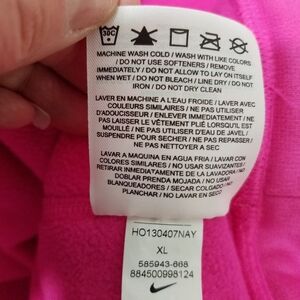 30C
MACHINE WASH COLD / WASH WITH LIKE COLORS
/ DO NOT USE SOFTENERS / REMOVE
IMMEDIATELY / DO NOT ALLOW TO LAY ON ITSELF
WHEN WET / DO NOT BLEACH / LINE DRY / DO NOT
IRON / DO NOT DRY CLEAN
LAVER EN MACHINE A L'EAU FROIDE / LAVER AVEC
COULEURS SIMILAIRES / NE PAS UTILISER
D'ADOUCISSEUR / ENLEVER IMMEDIATEMENT / NE
PAS LAISSER LE VÊTEMENT PLIÉ LORSQU'IL EST
MOUILLÉ / NE PAS UTILISER D'EAU DE JAVEL /
SUSPENDRE POUR SECHER / NE PAS REPASSER / NE
PAS NETTOYER A SEC
LAVAR A MAQUINA EN AGUA FRIA / LAVAR CON
COLORES SIMILARES / NO USAR SUAVIZANTES /
RETIRAR INMEDIATAMENTE DE LA LAVADORA / NO
DOBLAR PRENDA MOJADA / NO USAR
BLANQUEADORES / SECAR COLGADO / NO
PLANCHAR / NO LAVAR EN SECO
HO130407NAY
XL
585943-668
884500998124